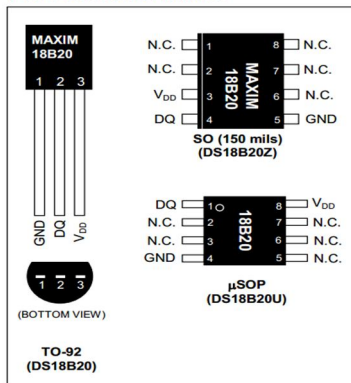 MAXIM
18B20
1 2 3
GND DQ VDD
1 2 3
(BOTTOM VIEW)
TO-92
(DS18B20)
N.C. 1 8 N.C.
N.C. 2 7 N.C.
VDD 3 6 N.C.
DQ 4 5 GND
MAXIM
18B20
SO (150 mils)
(DS18B20Z)
DQ 1 8 VDD
N.C. 2 7 N.C.
N.C. 3 6 N.C.
GND 4 5 N.C.
18B20
µSOP
(DS18B20U)